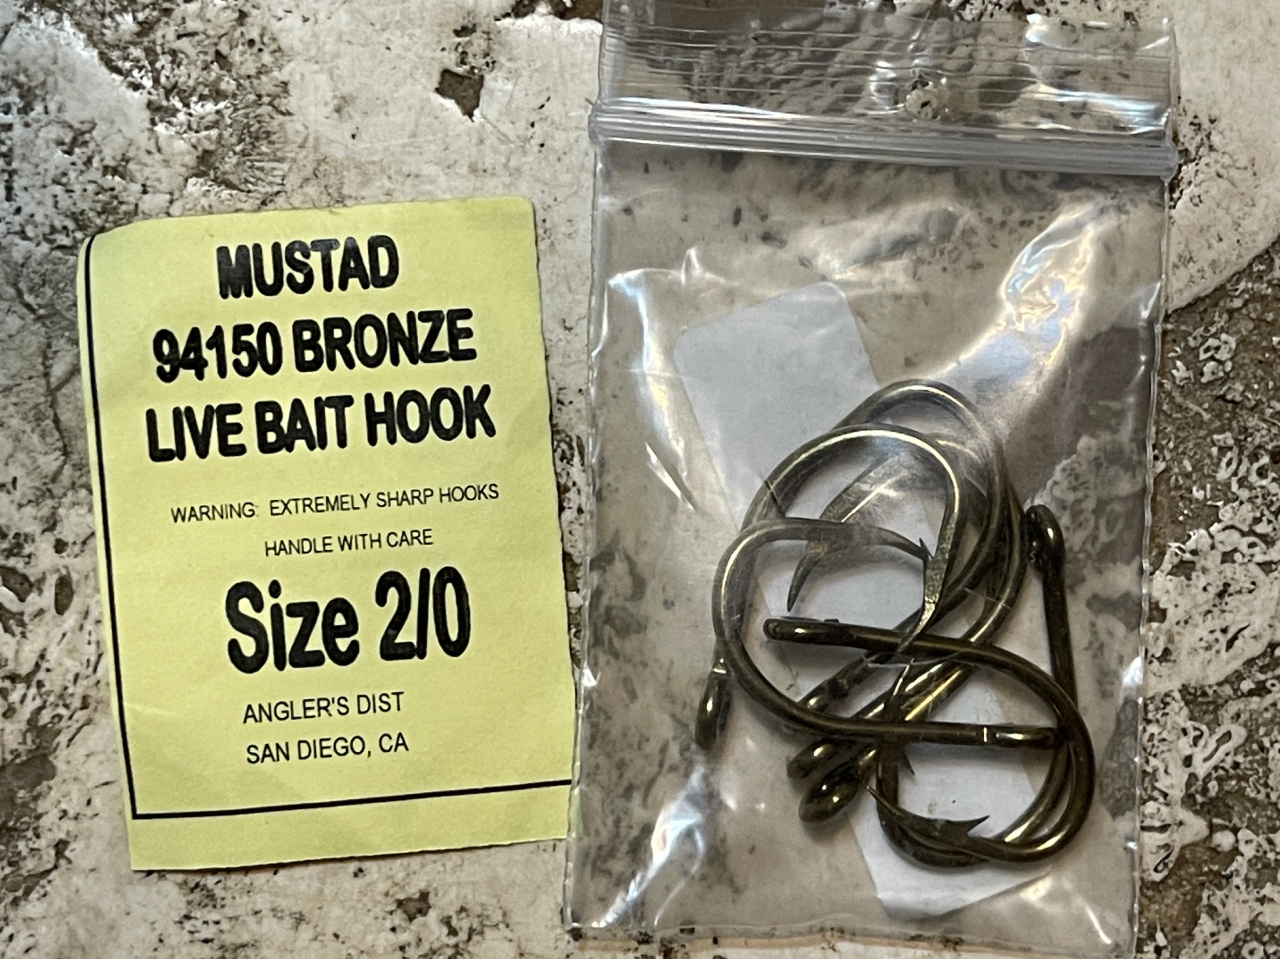 MUSTAD
94150 BRONZE
LIVE BAIT HOOK
WARNING: EXTREMELY SHARP HOOKS
HANDLE WITH CARE
Size 2/0
ANGLER'S DIST
SAN DIEGO, CA